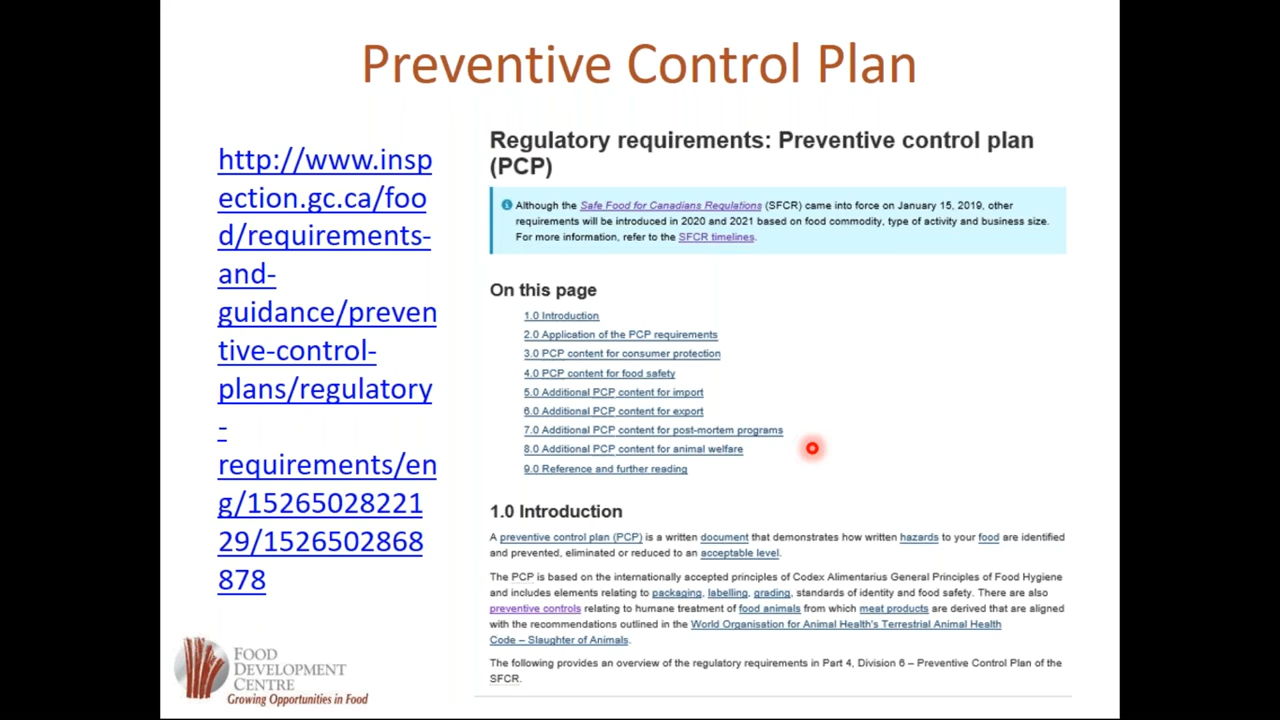 Preventive Control Plan
http://www.insp
ection.gc.ca/foo
d/requirements-
and-
guidance/preven
tive-control-
plans/regulatory
-
requirements/en
g/15265028221
29/1526502868
878
Regulatory requirements: Preventive control plan
(PCP)
Although the Safe Food for Canadians Regulations (SFCR) came into force on January 15, 2019, other
requirements will be introduced in 2020 and 2021 based on food commodity, type of activity and business size.
For more information, refer to the SFCR timelines.
On this page
1.0 Introduction
2.0 Application of the PCP requirements
3.0 PCP content for consumer protection
4.0 PCP content for food safety
5.0 Additional PCP content for import
6.0 Additional PCP content for export
7.0 Additional PCP content for post-mortem programs
8.0 Additional PCP content for animal welfare
9.0 Reference and further reading
1.0 Introduction
A preventive control plan (PCP) is a written document that demonstrates how written hazards to your food are identified
and prevented, eliminated or reduced to an acceptable level.
The PCP is based on the internationally accepted principles of Codex Alimentarius General Principles of Food Hygiene
and includes elements relating to packaging, labelling, grading, standards of identity and food safety. There are also
preventive controls relating to humane treatment of food animals from which meat products are derived that are aligned
with the recommendations outlined in the World Organisation for Animal Health's Terrestrial Animal Health
Code – Slaughter of Animals.
The following provides an overview of the regulatory requirements in Part 4, Division 6 – Preventive Control Plan of the
SFCR.
FOOD
DEVELOPMENT
CENTRE
Growing Opportunities in Food